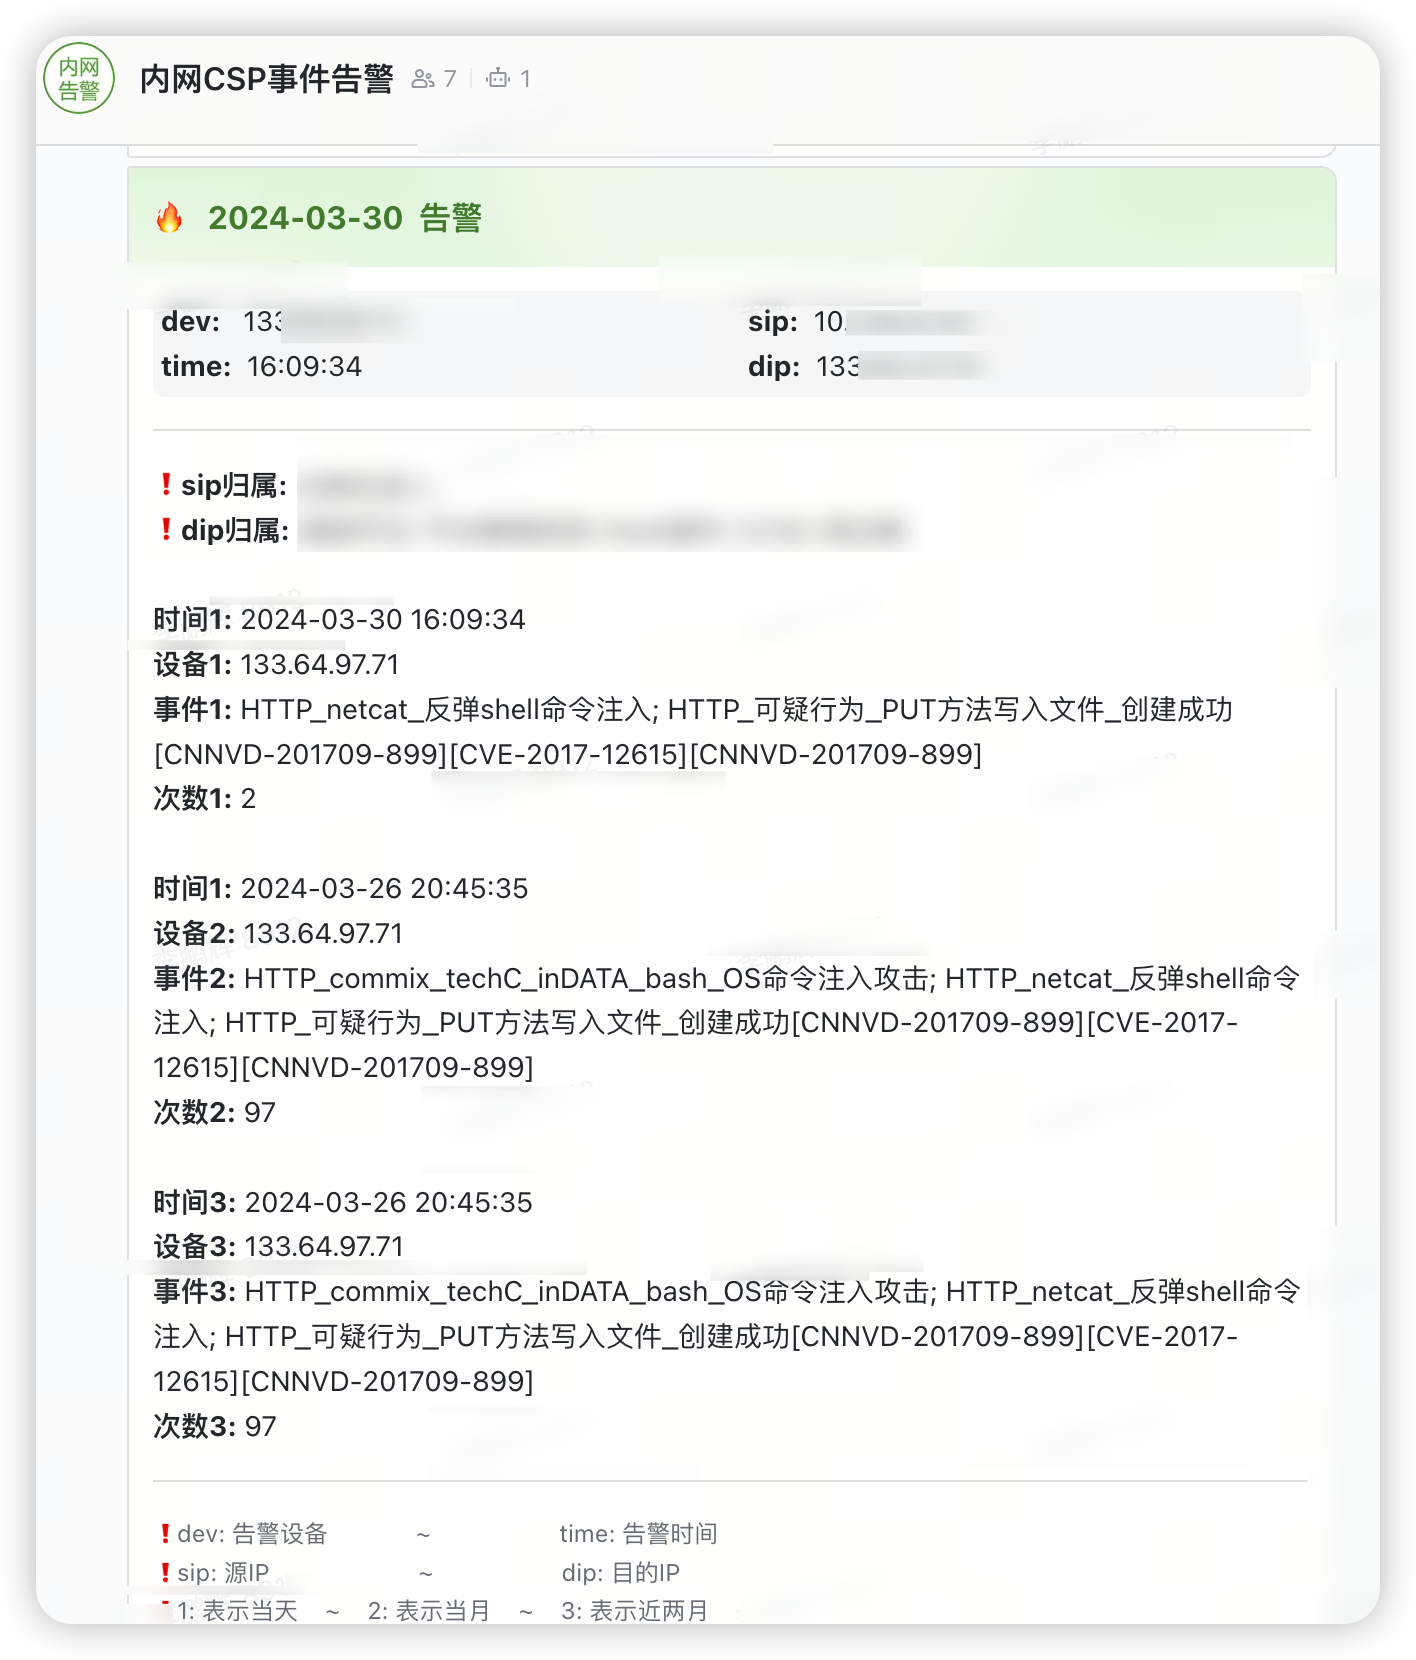 内网
告警
内网CSP事件告警 7 1
🔥 2024-03-30 告警
dev: 133 sip: 10.
time: 16:09:34 dip: 133
❗sip归属:
❗dip归属:
时间1: 2024-03-30 16:09:34
设备1: 133.64.97.71
事件1: HTTP_netcat_反弹shell命令注入; HTTP_可疑行为_PUT方法写入文件_创建成功
[CNNVD-201709-899][CVE-2017-12615][CNNVD-201709-899]
次数1: 2
时间1: 2024-03-26 20:45:35
设备2: 133.64.97.71
事件2: HTTP_commix_techC_inDATA_bash_OS命令注入攻击; HTTP_netcat_反弹shell命令
注入; HTTP_可疑行为_PUT方法写入文件_创建成功[CNNVD-201709-899][CVE-2017-
12615][CNNVD-201709-899]
次数2: 97
时间3: 2024-03-26 20:45:35
设备3: 133.64.97.71
事件3: HTTP_commix_techC_inDATA_bash_OS命令注入攻击; HTTP_netcat_反弹shell命令
注入; HTTP_可疑行为_PUT方法写入文件_创建成功[CNNVD-201709-899][CVE-2017-
12615][CNNVD-201709-899]
次数3: 97
❗dev: 告警设备 ~ time: 告警时间
❗sip: 源IP ~ dip: 目的IP
1: 表示当天 ~ 2: 表示当月 ~ 3: 表示近两月